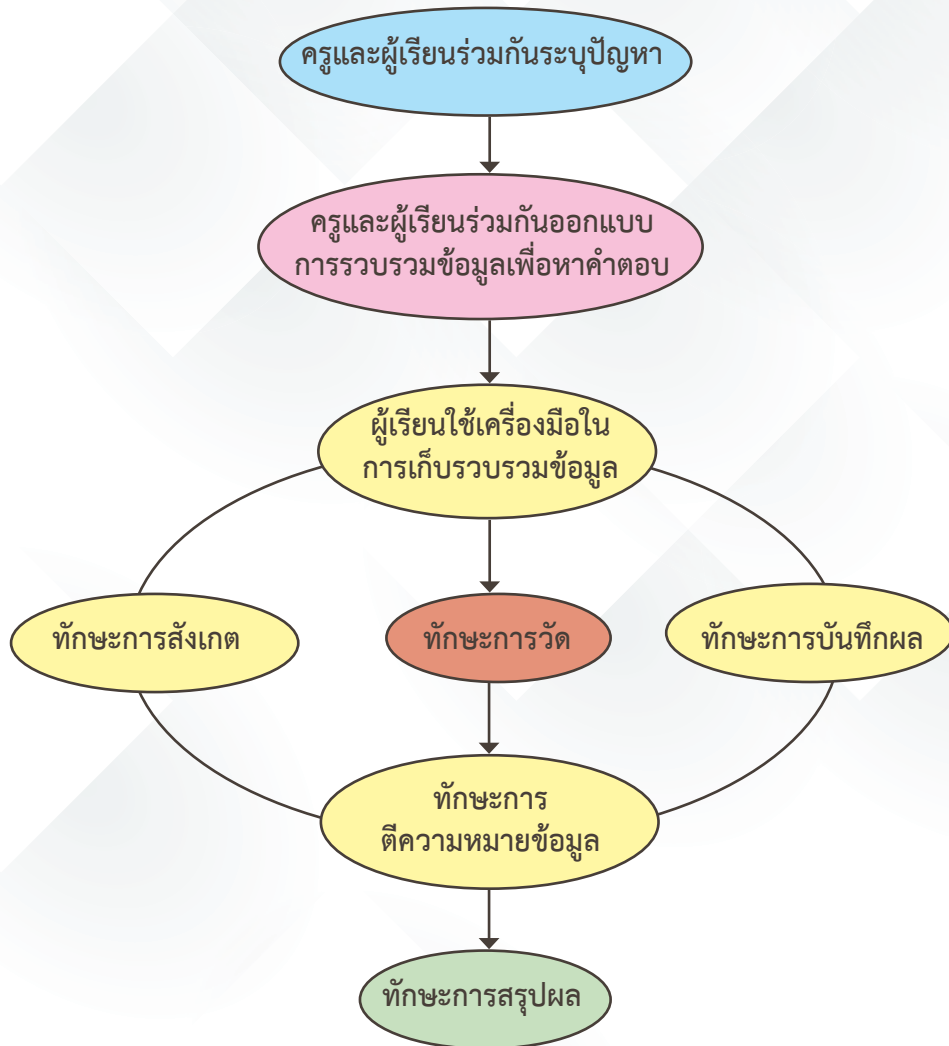 ครูและผู้เรียนร่วมกันระบุปัญหา
ครูและผู้เรียนร่วมกันออกแบบ
การรวบรวมข้อมูลเพื่อหาคำตอบ
ผู้เรียนใช้เครื่องมือใน
การเก็บรวบรวมข้อมูล
ทักษะการสังเกต
ทักษะการวัด
ทักษะการบันทึกผล
ทักษะการ
ตีความหมายข้อมูล
ทักษะการสรุปผล